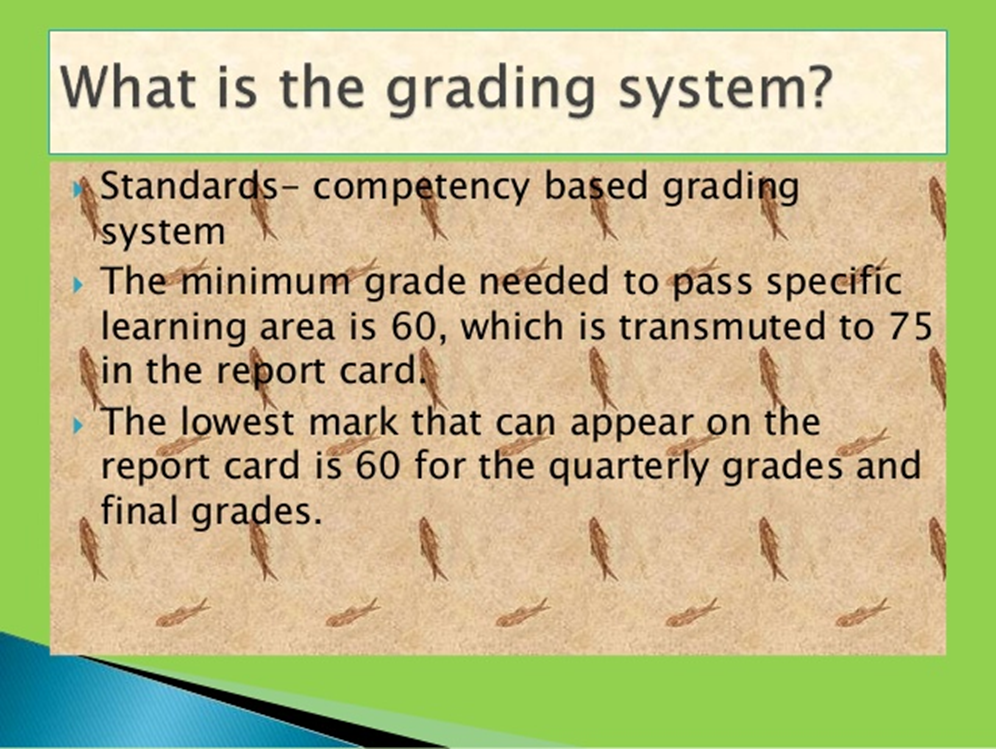 What is the grading system?
Standards- competency based grading
system
The minimum grade needed to pass specific
learning area is 60, which is transmuted to 75
in the report card.
The lowest mark that can appear on the
report card is 60 for the quarterly grades and
final grades.